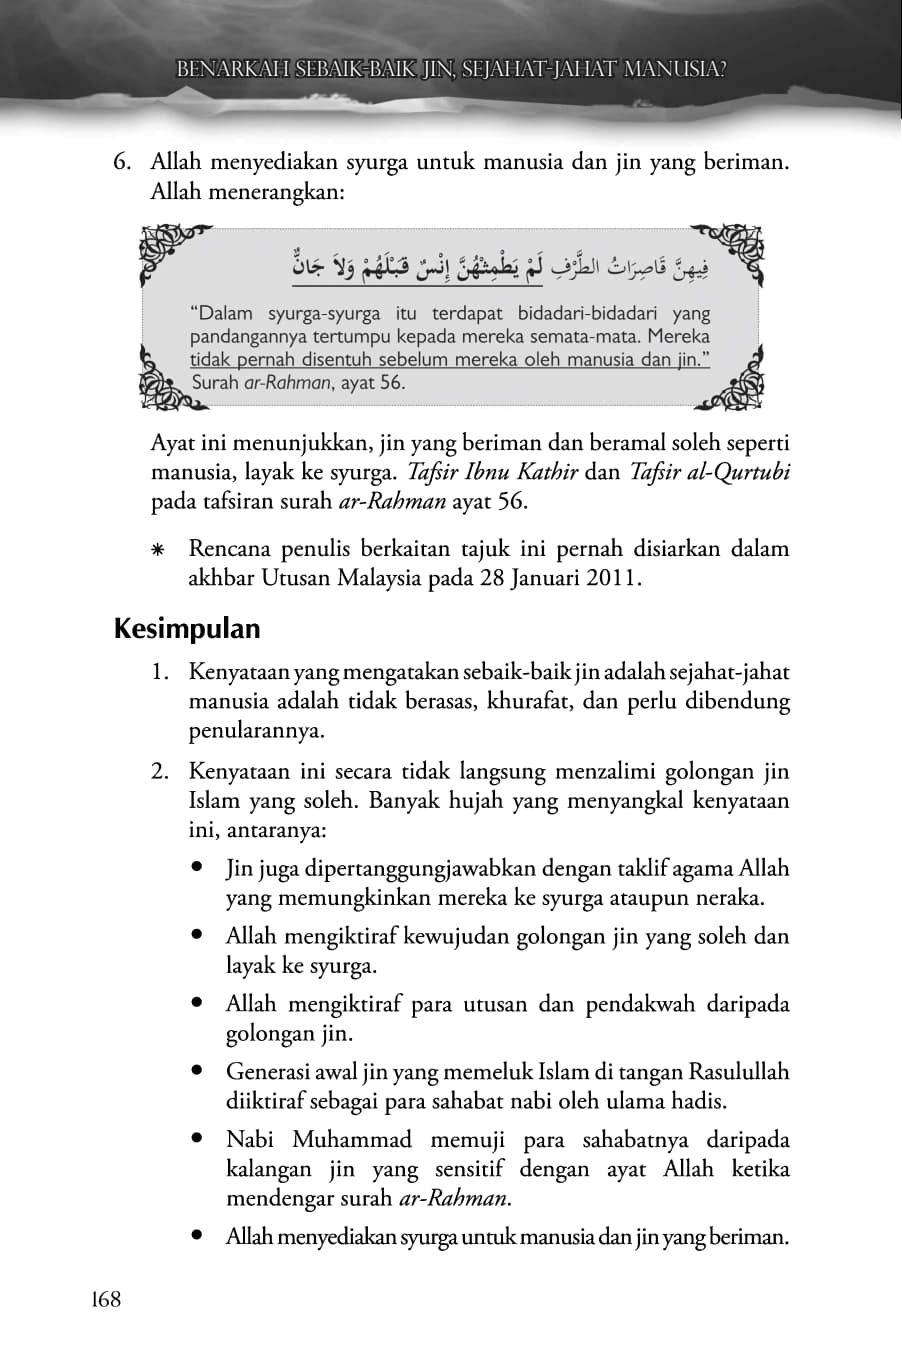 BENARKAH SEBAIK-BAIK JIN, SEJAHAT-JAHAT MANUSIA?
6. Allah menyediakan syurga untuk manusia dan jin yang beriman.
Allah menerangkan:
فِيهِنَّ قَاصِرَاتُ الطَّرْفِ لَمْ يَطْمِثْهُنَّ إِنْسٌ قَبْلَهُمْ وَلاَ جَانٌّ
“Dalam syurga-syurga itu terdapat bidadari-bidadari yang
pandangannya tertumpu kepada mereka semata-mata. Mereka
tidak pernah disentuh sebelum mereka oleh manusia dan jin.”
Surah ar-Rahman, ayat 56.
Ayat ini menunjukkan, jin yang beriman dan beramal soleh seperti
manusia, layak ke syurga. Tafsir Ibnu Kathir dan Tafsir al-Qurtubi
pada tafsiran surah ar-Rahman ayat 56.
* Rencana penulis berkaitan tajuk ini pernah disiarkan dalam
akhbar Utusan Malaysia pada 28 Januari 2011.
Kesimpulan
1. Kenyataan yang mengatakan sebaik-baik jin adalah sejahat-jahat
manusia adalah tidak berasas, khurafat, dan perlu dibendung
penularannya.
2. Kenyataan ini secara tidak langsung menzalimi golongan jin
Islam yang soleh. Banyak hujah yang menyangkal kenyataan
ini, antaranya:
• Jin juga dipertanggungjawabkan dengan taklif agama Allah
yang memungkinkan mereka ke syurga ataupun neraka.
• Allah mengiktiraf kewujudan golongan jin yang soleh dan
layak ke syurga.
• Allah mengiktiraf para utusan dan pendakwah daripada
golongan jin.
• Generasi awal jin yang memeluk Islam di tangan Rasulullah
diiktiraf sebagai para sahabat nabi oleh ulama hadis.
• Nabi Muhammad memuji para sahabatnya daripada
kalangan jin yang sensitif dengan ayat Allah ketika
mendengar surah ar-Rahman.
• Allah menyediakan syurga untuk manusia dan jin yang beriman.
168